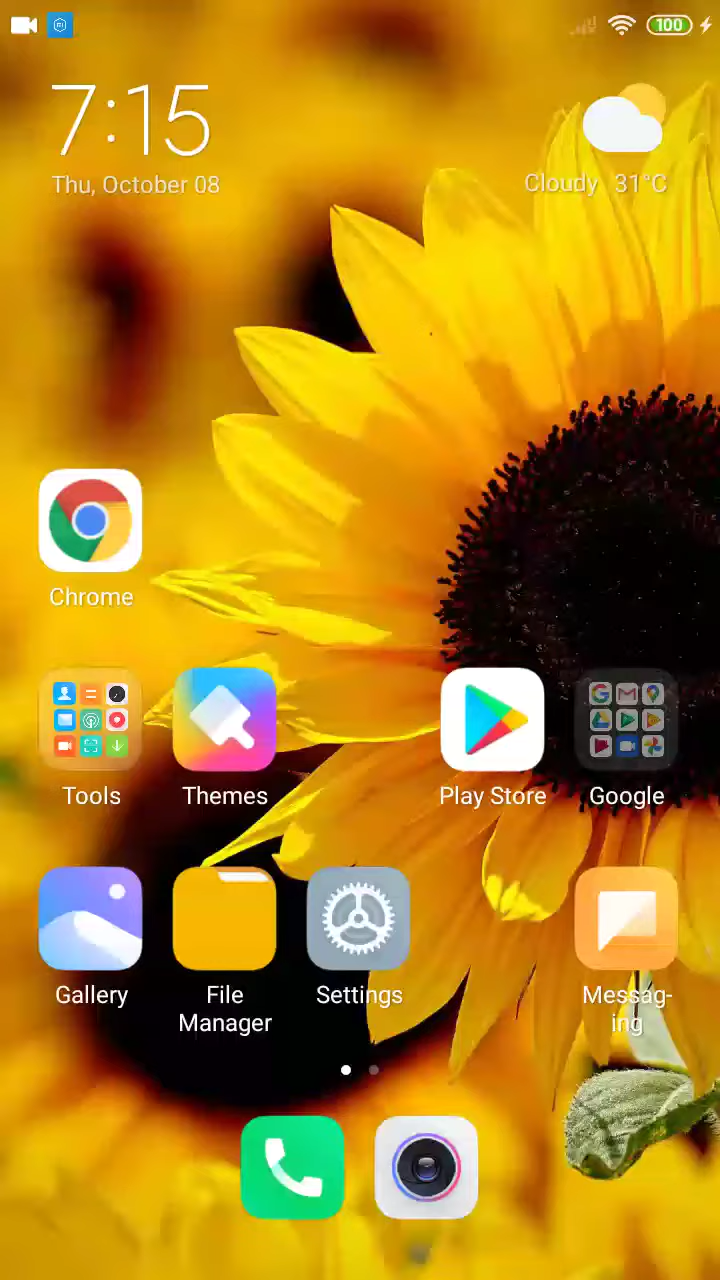 100
7:15
Thu, October 08
Cloudy 31°C
Chrome
Tools
Themes
Play Store
Google
Gallery
File
Manager
Settings
Messag-
ing